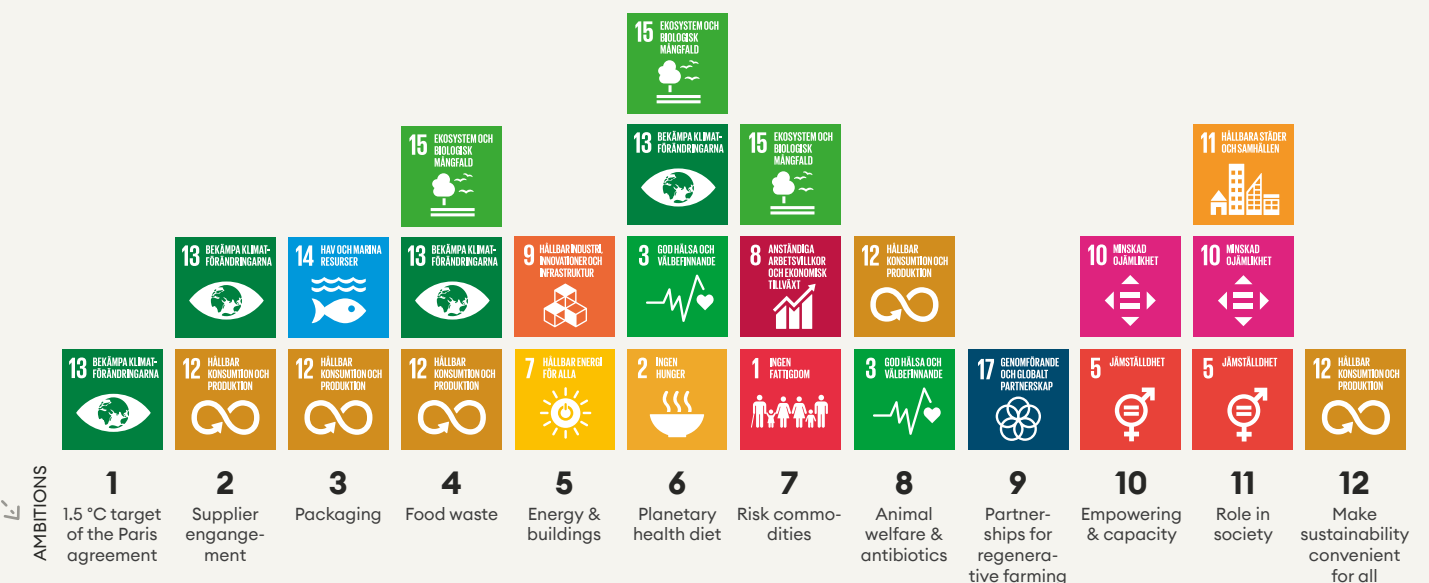 15 EKOSYSTEM OCH
BIOLOGISK
MÅNGFALD
15 EKOSYSTEM OCH
BIOLOGISK
MÅNGFALD
13 BEKÄMPA KLIMAT-
FÖRÄNDRINGARNA
15 EKOSYSTEM OCH
BIOLOGISK
MÅNGFALD
11 HÅLLBARA STÄDER
OCH SAMHÄLLEN
13 BEKÄMPA KLIMAT-
FÖRÄNDRINGARNA
14 HAV OCH MARINA
RESURSER
13 BEKÄMPA KLIMAT-
FÖRÄNDRINGARNA
9 HÅLLBAR INDUSTRI,
INNOVATIONER OCH
INFRASTRUKTUR
3 GOD HÄLSA OCH
VÄLBEFINNANDE
8 ANSTÄNDIGA
ARBETSVILLKOR
OCH EKONOMISK
TILLVÄXT
12 HÅLLBAR
KONSUMTION OCH
PRODUKTION
10 MINSKAD
OJÄMLIKHET
10 MINSKAD
OJÄMLIKHET
13 BEKÄMPA KLIMAT-
FÖRÄNDRINGARNA
12 HÅLLBAR
KONSUMTION OCH
PRODUKTION
12 HÅLLBAR
KONSUMTION OCH
PRODUKTION
12 HÅLLBAR
KONSUMTION OCH
PRODUKTION
7 HÅLLBAR ENERGI
FÖR ALLA
2 INGEN
HUNGER
1 INGEN
FATTIGDOM
3 GOD HÄLSA OCH
VÄLBEFINNANDE
17 GENOMFÖRANDE
OCH GLOBALT
PARTNERSKAP
5 JÄMSTÄLLDHET
5 JÄMSTÄLLDHET
12 HÅLLBAR
KONSUMTION OCH
PRODUKTION
AMBITIONS
1
1.5 °C target
of the Paris
agreement
2
Supplier
engange-
ment
3
Packaging
4
Food waste
5
Energy &
buildings
6
Planetary
health diet
7
Risk commo-
dities
8
Animal
welfare &
antibiotics
9
Partner-
ships for
regenera-
tive farming
10
Empowering
& capacity
11
Role in
society
12
Make
sustainability
convenient
for all